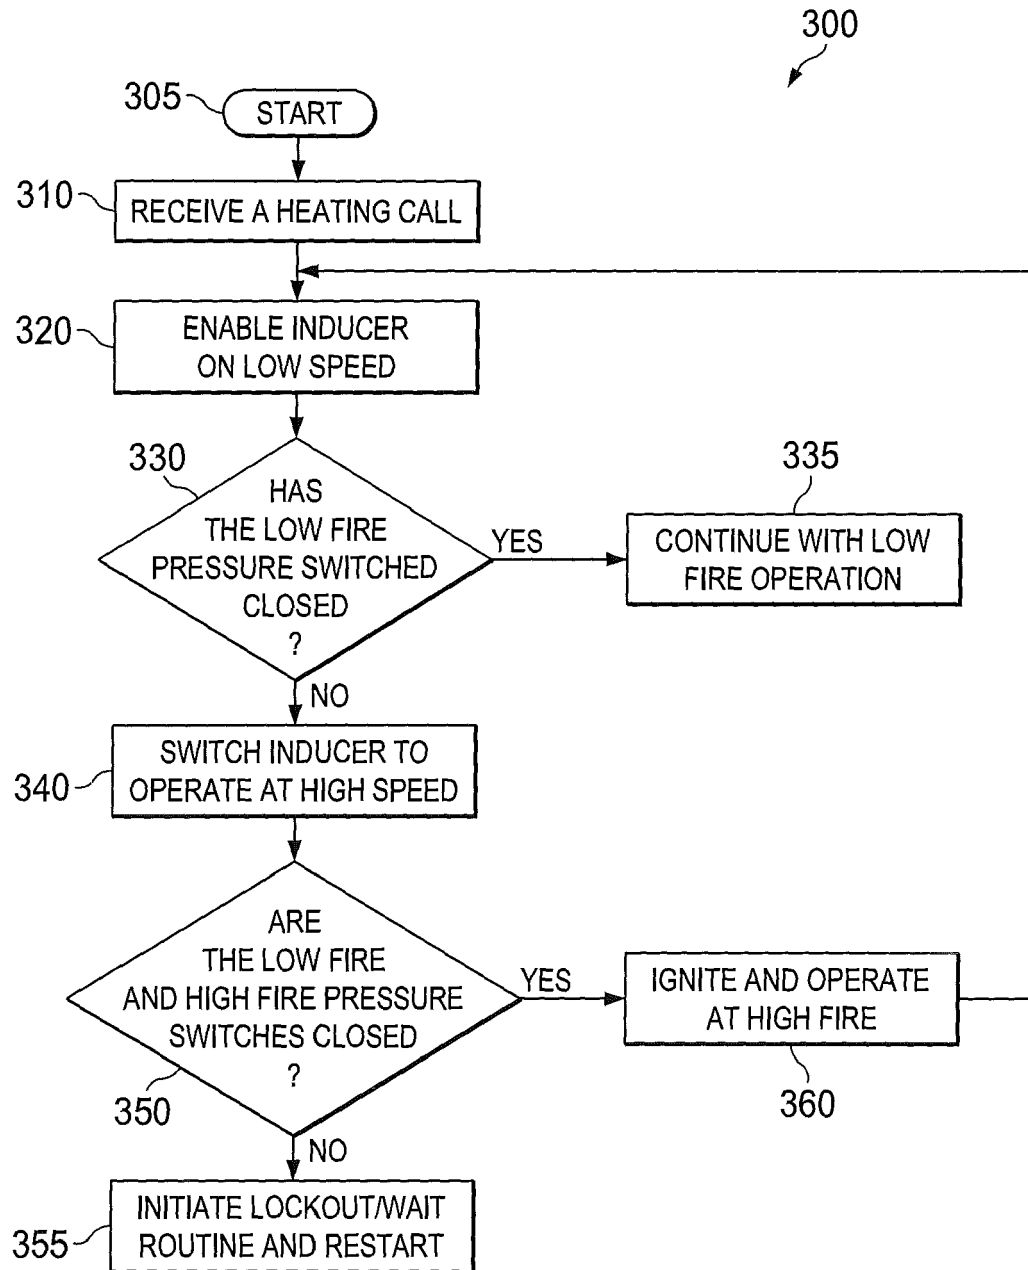 300
305
START
310
RECEIVE A HEATING CALL
320
ENABLE INDUCER
ON LOW SPEED
330
HAS
THE LOW FIRE
PRESSURE SWITCHED
CLOSED
?
YES
335
CONTINUE WITH LOW
FIRE OPERATION
NO
340
SWITCH INDUCER TO
OPERATE AT HIGH SPEED
ARE
THE LOW FIRE
AND HIGH FIRE PRESSURE
SWITCHES CLOSED
?
350
YES
IGNITE AND OPERATE
AT HIGH FIRE
360
NO
355
INITIATE LOCKOUT/WAIT
ROUTINE AND RESTART